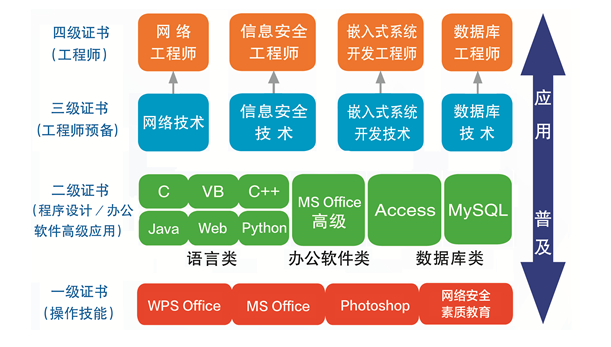 四级证书
(工程师)
网 络
工程师
信息安全
工程师
嵌入式系统
开发工程师
数据库
工程师
三级证书
(工程师预备)
网络技术
信息安全
技 术
嵌入式系统
开发技术
数据库
技 术
应用 普及
二级证书
(程序设计/办公
软件高级应用)
C
VB
C++
Java
Web
Python
MS Office
高级
Access
MySQL
语言类
办公软件类
数据库类
一级证书
(操作技能)
WPS Office
MS Office
Photoshop
网络安全
素质教育